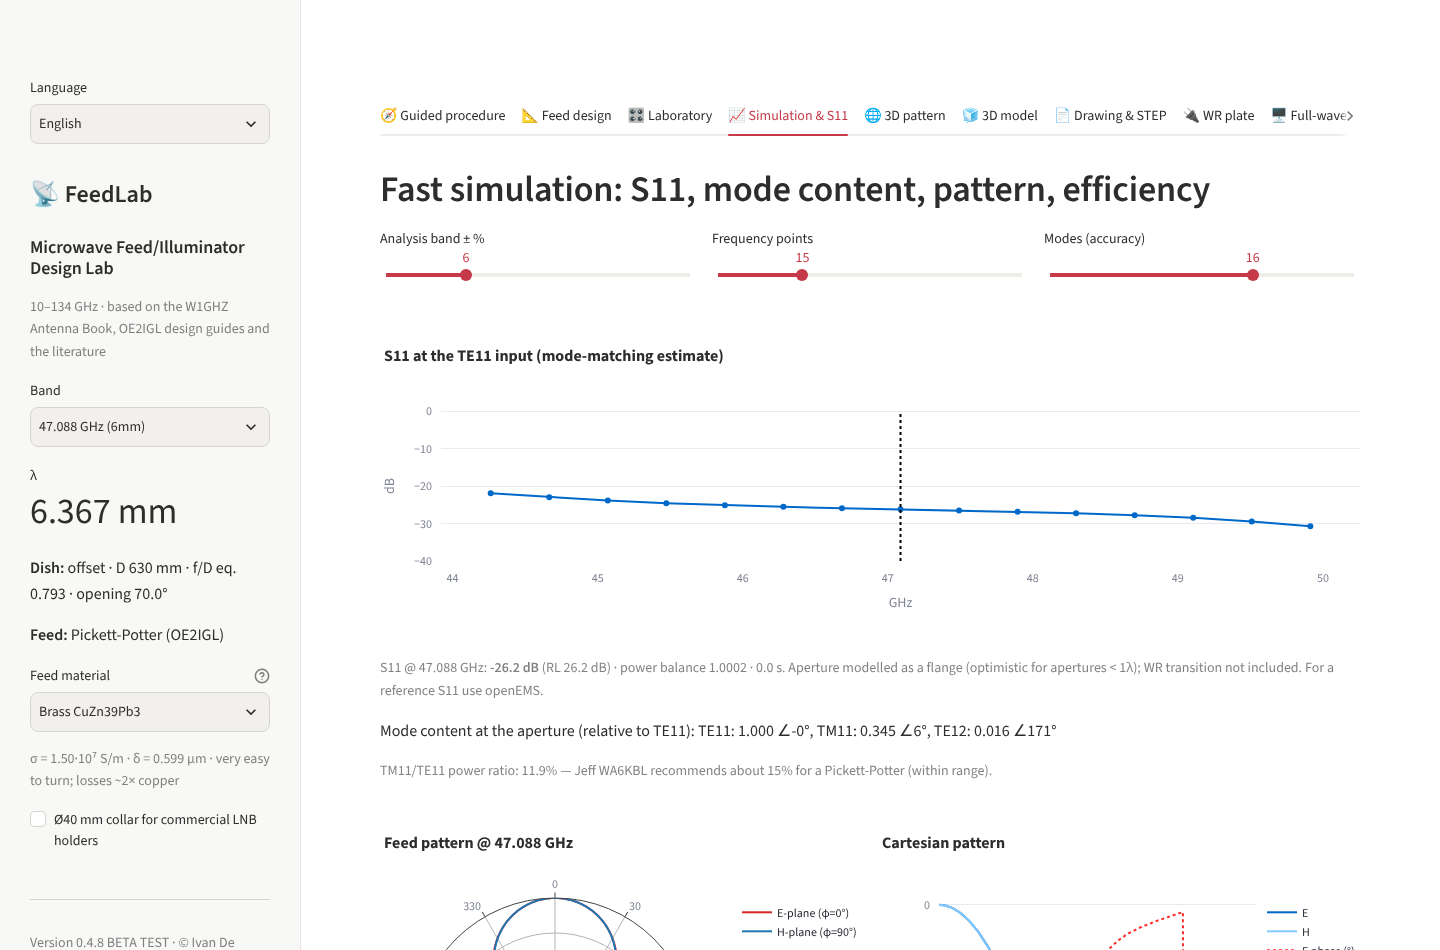 Language
English
📡 FeedLab
Microwave Feed/Illuminator
Design Lab
10–134 GHz · based on the W1GHZ
Antenna Book, OE2IGL design guides and
the literature
Band
47.088 GHz (6mm)
λ
6.367 mm
Dish: offset · D 630 mm · f/D eq.
0.793 · opening 70.0°
Feed: Pickett-Potter (OE2IGL)
Feed material
Brass CuZn39Pb3
σ = 1.50·10⁷ S/m · δ = 0.599 µm · very easy
to turn; losses ~2× copper
Ø40 mm collar for commercial LNB
holders
Version 0.4.8 BETA TEST · © Ivan De
🧭 Guided procedure 📐 Feed design 🎛️ Laboratory 📈 Simulation & S11 🌐 3D pattern 🧊 3D model 📄 Drawing & STEP 🔌 WR plate 🖥️ Full-wave
Fast simulation: S11, mode content, pattern, efficiency
Analysis band ± % Frequency points Modes (accuracy)
6 15 16
S11 at the TE11 input (mode-matching estimate)
0
−10
−20
−30
−40
dB
44 45 46 47 48 49 50
GHz
S11 @ 47.088 GHz: -26.2 dB (RL 26.2 dB) · power balance 1.0002 · 0.0 s. Aperture modelled as a flange (optimistic for apertures < 1λ); WR transition not included. For a
reference S11 use openEMS.
Mode content at the aperture (relative to TE11): TE11: 1.000 ∠-0°, TM11: 0.345 ∠6°, TE12: 0.016 ∠171°
TM11/TE11 power ratio: 11.9% — Jeff WA6KBL recommends about 15% for a Pickett-Potter (within range).
Feed pattern @ 47.088 GHz
0
330 30
E-plane (ϕ=0°)
H-plane (ϕ=90°)
Cartesian pattern
0
E
H